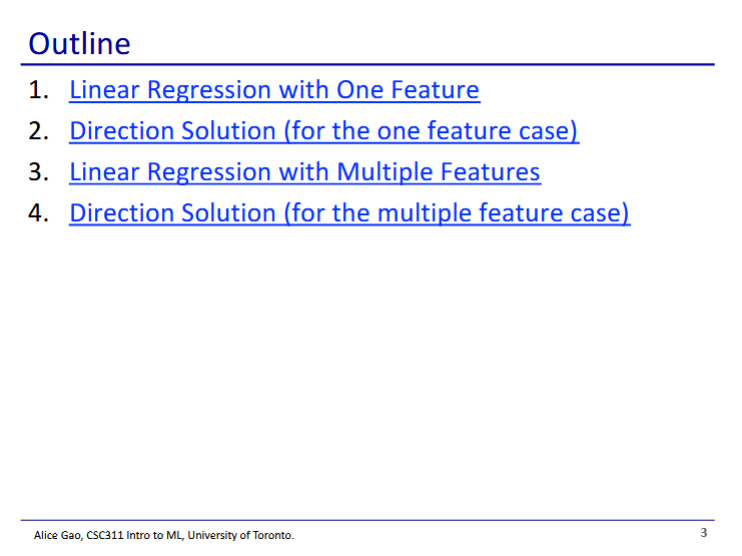 Outline
1. Linear Regression with One Feature
2. Direction Solution (for the one feature case)
3. Linear Regression with Multiple Features
4. Direction Solution (for the multiple feature case)
Alice Gao, CSC311 Intro to ML, University of Toronto.
3